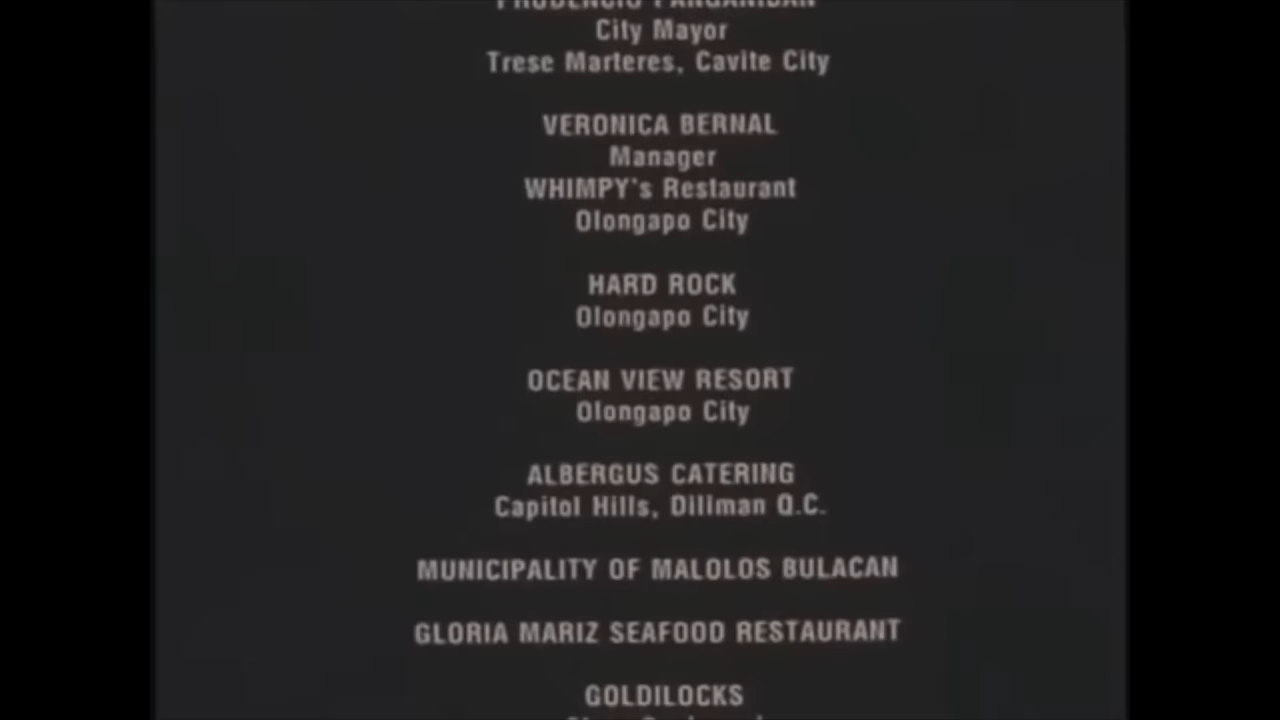 City Mayor
Trese Marteres, Cavite City
VERONICA BERNAL
Manager
WHIMPY's Restaurant
Olongapo City
HARD ROCK
Olongapo City
OCEAN VIEW RESORT
Olongapo City
ALBERGUS CATERING
Capitol Hills, Diliman Q.C.
MUNICIPALITY OF MALOLOS BULACAN
GLORIA MARIZ SEAFOOD RESTAURANT
GOLDILOCKS